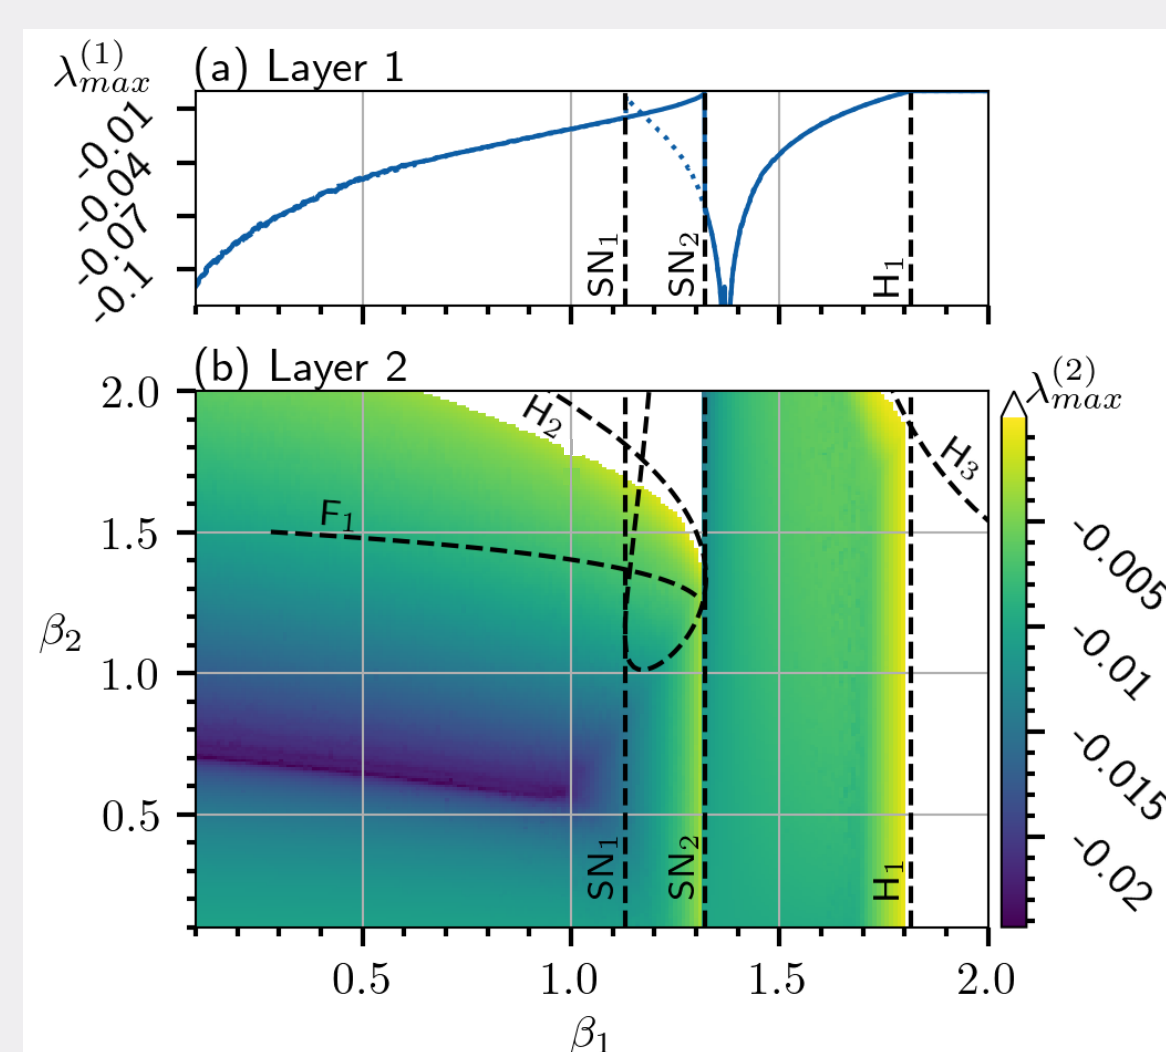 λ_{max}^{(1)}
(a) Layer 1
-0.01
-0.04
-0.07
-0.1
SN₁
SN₂
H₁
(b) Layer 2
λ_{max}^{(2)}
2.0
1.5
1.0
0.5
β₂
H₂
F₁
H₃
SN₁
SN₂
H₁
-0.005
-0.01
-0.015
-0.02
0.5
1.0
1.5
2.0
β₁